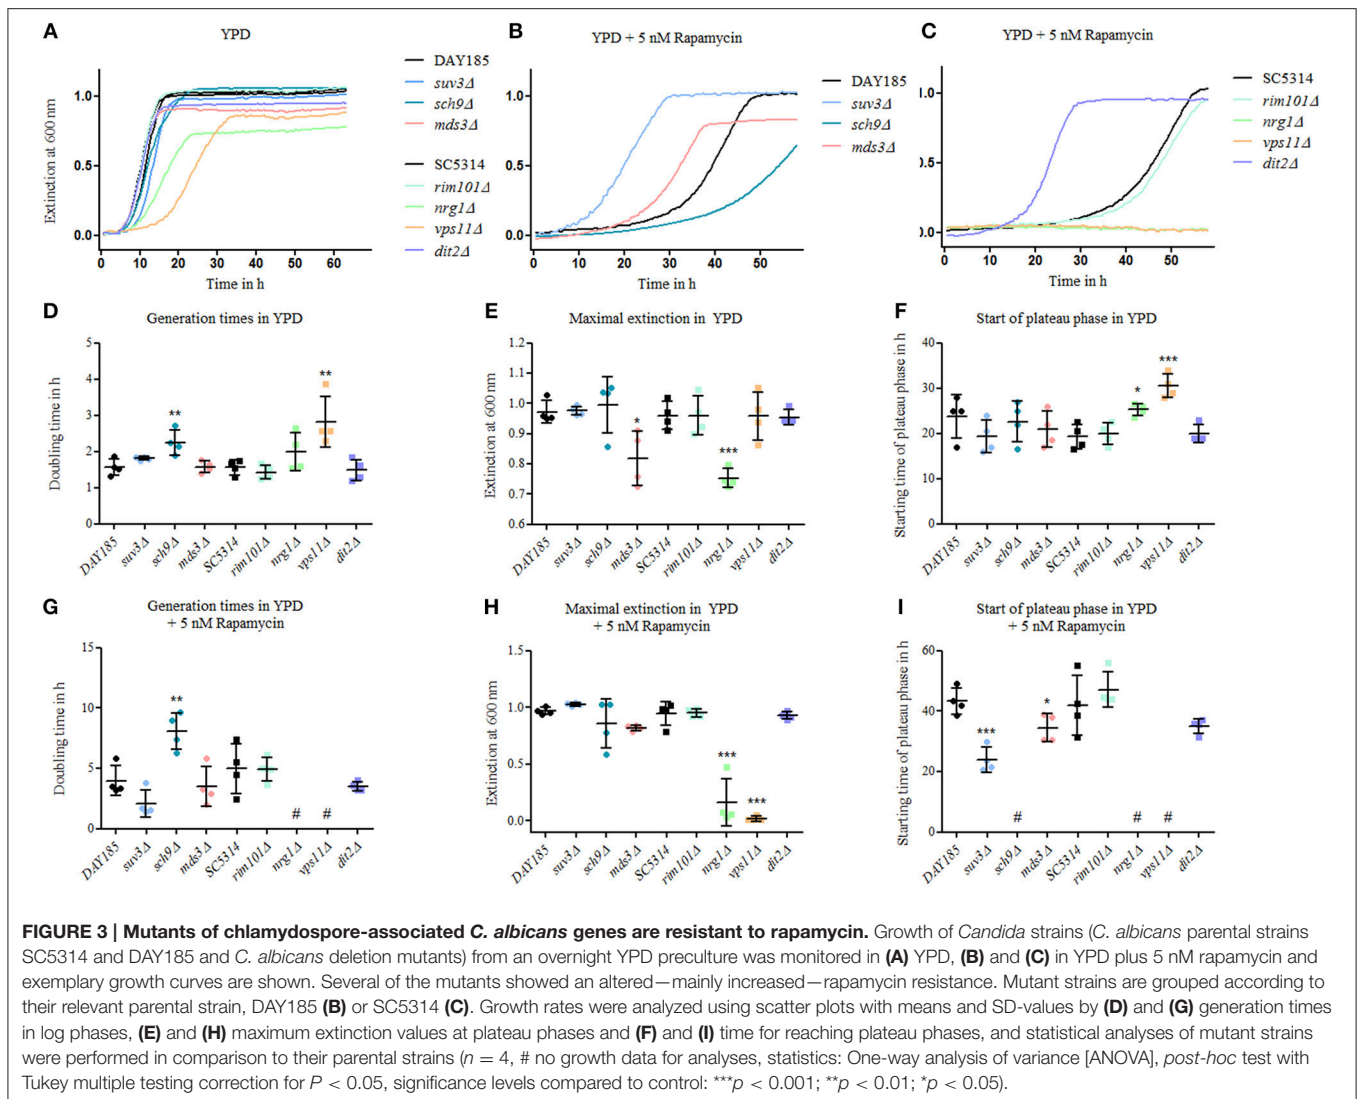 A
YPD
Extinction at 600 nm
1.0
0.5
0.0
0 10 20 30 40 50 60
Time in h
DAY185
suv3Δ
sch9Δ
mds3Δ
SC5314
rim101Δ
nrg1Δ
vps11Δ
dit2Δ
B
YPD + 5 nM Rapamycin
1.0
0.5
0.0
0 10 20 30 40 50
Time in h
DAY185
suv3Δ
sch9Δ
mds3Δ
C
YPD + 5 nM Rapamycin
1.0
0.5
0.0
0 10 20 30 40 50
Time in h
SC5314
rim101Δ
nrg1Δ
vps11Δ
dit2Δ
D
Generation times in YPD
Doubling time in h
5
4
3
2
1
0
** **
DAY185 suv3Δ sch9Δ mds3Δ SC5314 rim101Δ nrg1Δ vps11Δ dit2Δ
E
Maximal extinction in YPD
Extinction at 600 nm
1.2
1.1
1.0
0.9
0.8
0.7
0.6
* ***
DAY185 suv3Δ sch9Δ mds3Δ SC5314 rim101Δ nrg1Δ vps11Δ dit2Δ
F
Start of plateau phase in YPD
Starting time of plateau phase in h
40
30
20
10
0
* ***
DAY185 suv3Δ sch9Δ mds3Δ SC5314 rim101Δ nrg1Δ vps11Δ dit2Δ
G
Generation times in YPD
+ 5 nM Rapamycin
Doubling time in h
15
10
5
0
** # #
DAY185 suv3Δ sch9Δ mds3Δ SC5314 rim101Δ nrg1Δ vps11Δ dit2Δ
H
Maximal extinction in YPD
+ 5 nM Rapamycin
Extinction at 600 nm
1.5
1.0
0.5
0.0
*** ***
DAY185 suv3Δ sch9Δ mds3Δ SC5314 rim101Δ nrg1Δ vps11Δ dit2Δ
I
Start of plateau phase in YPD
+ 5 nM Rapamycin
Starting time of plateau phase in h
60
40
20
0
*** # * # #
DAY185 suv3Δ sch9Δ mds3Δ SC5314 rim101Δ nrg1Δ vps11Δ dit2Δ
FIGURE 3 | Mutants of chlamydospore-associated C. albicans genes are resistant to rapamycin. Growth of Candida strains (C. albicans parental strains
SC5314 and DAY185 and C. albicans deletion mutants) from an overnight YPD preculture was monitored in (A) YPD, (B) and (C) in YPD plus 5 nM rapamycin and
exemplary growth curves are shown. Several of the mutants showed an altered—mainly increased—rapamycin resistance. Mutant strains are grouped according to
their relevant parental strain, DAY185 (B) or SC5314 (C). Growth rates were analyzed using scatter plots with means and SD-values by (D) and (G) generation times
in log phases, (E) and (H) maximum extinction values at plateau phases and (F) and (I) time for reaching plateau phases, and statistical analyses of mutant strains
were performed in comparison to their parental strains (n = 4, # no growth data for analyses, statistics: One-way analysis of variance [ANOVA], post-hoc test with
Tukey multiple testing correction for P < 0.05, significance levels compared to control: ***p < 0.001; **p < 0.01; *p < 0.05).